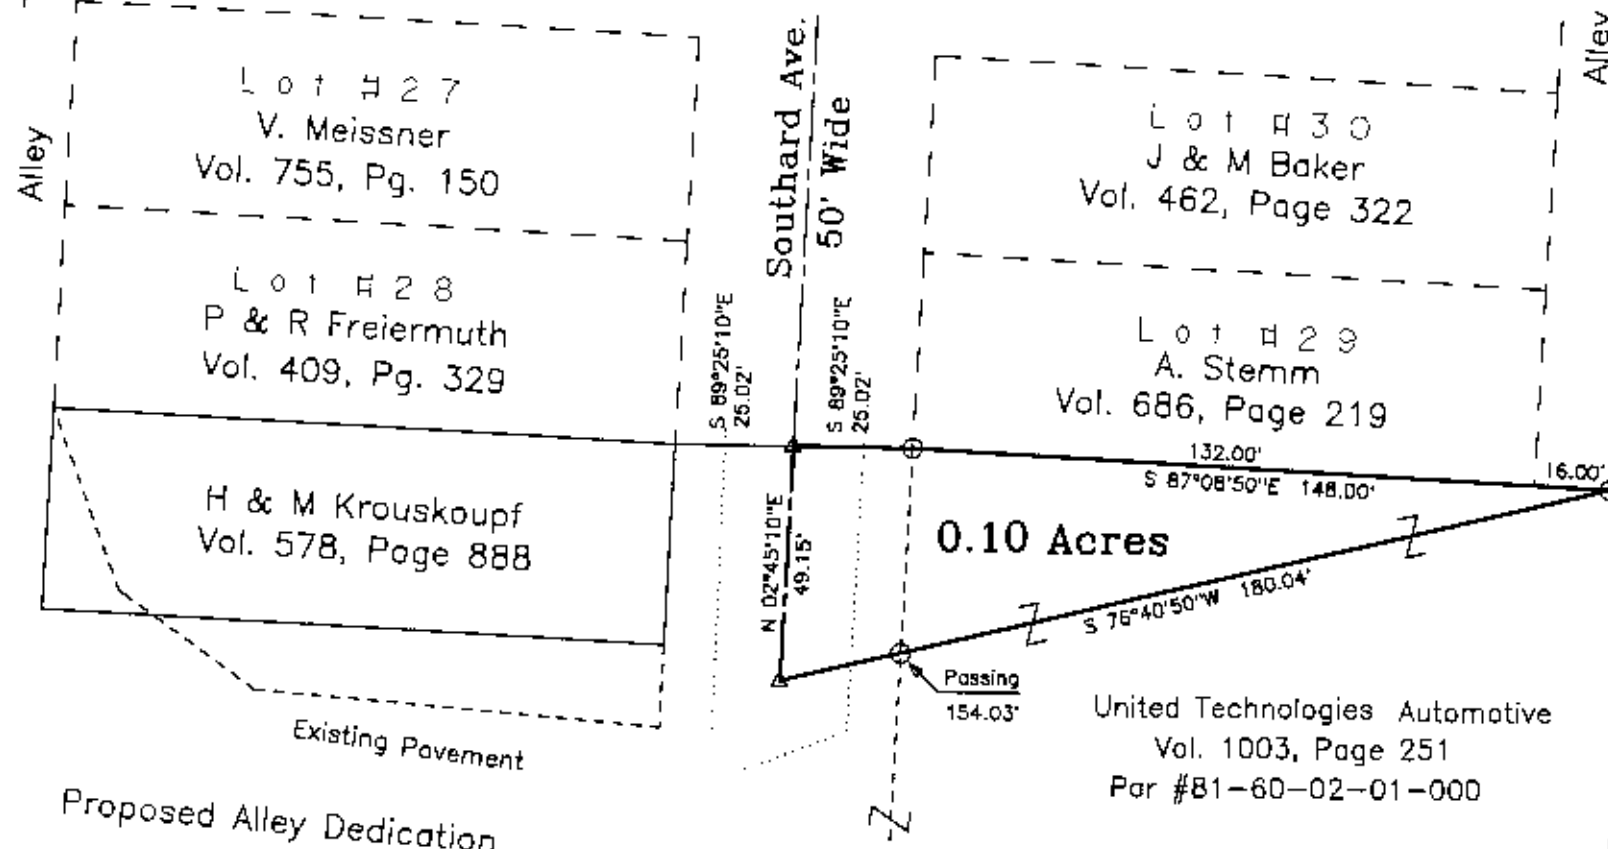 Alley
Lot #27
V. Meissner
Vol. 755, Pg. 150
Lot #28
P & R Freiermuth
Vol. 409, Pg. 329
H & M Krouskoupf
Vol. 578, Page 888
Existing Pavement
Proposed Alley Dedication
Southard Ave.
50' Wide
S 89°25'10"E
25.02'
S 89°25'10"E
25.02'
N 02°45'10"E
49.15'
Alley
Lot #30
J & M Baker
Vol. 462, Page 322
Lot #29
A. Stemm
Vol. 686, Page 219
132.00'
S 87°08'50"E 148.00'
16.00'
0.10 Acres
S 76°40'50"W 180.04'
Passing
154.03'
United Technologies Automotive
Vol. 1003, Page 251
Par #81-60-02-01-000